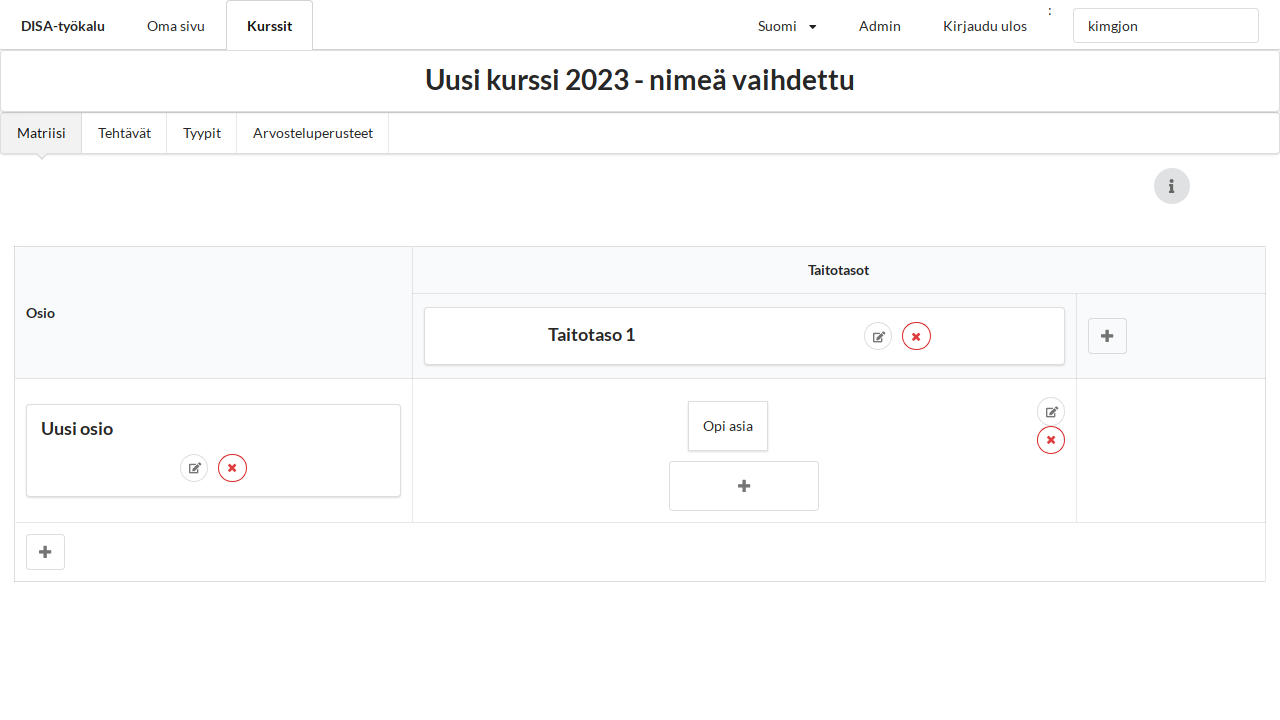 DISA-työkalu Oma sivu Kurssit Suomi Admin Kirjaudu ulos : kimgjon
Uusi kurssi 2023 - nimeä vaihdettu
Matriisi Tehtävät Tyypit Arvosteluperusteet
Taitotasot
Osio
Taitotaso 1
Uusi osio
Opi asia